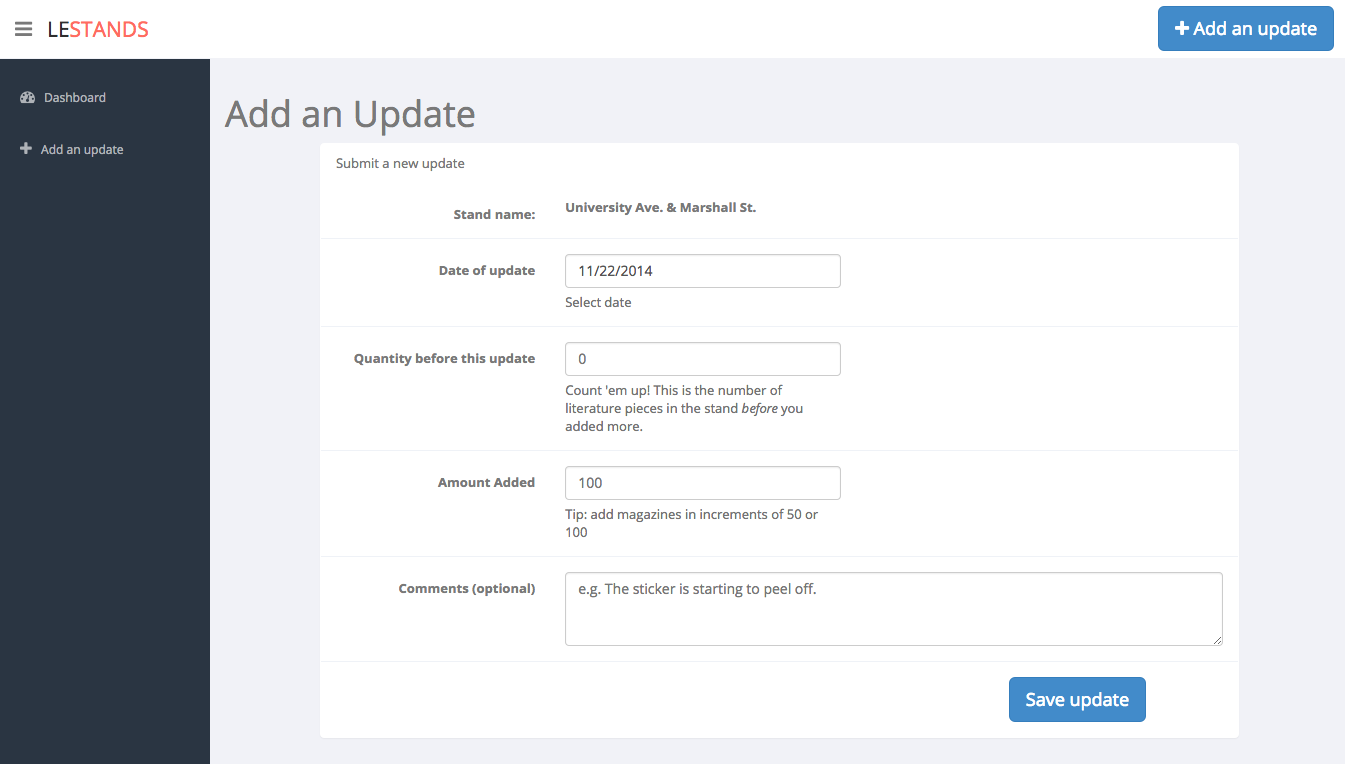 LESTANDS
Add an update
Dashboard
Add an update
Add an Update
Submit a new update
Stand name:
University Ave. & Marshall St.
Date of update
11/22/2014
Select date
Quantity before this update
0
Count 'em up! This is the number of
literature pieces in the stand before you
added more.
Amount Added
100
Tip: add magazines in increments of 50 or
100
Comments (optional)
e.g. The sticker is starting to peel off.
Save update